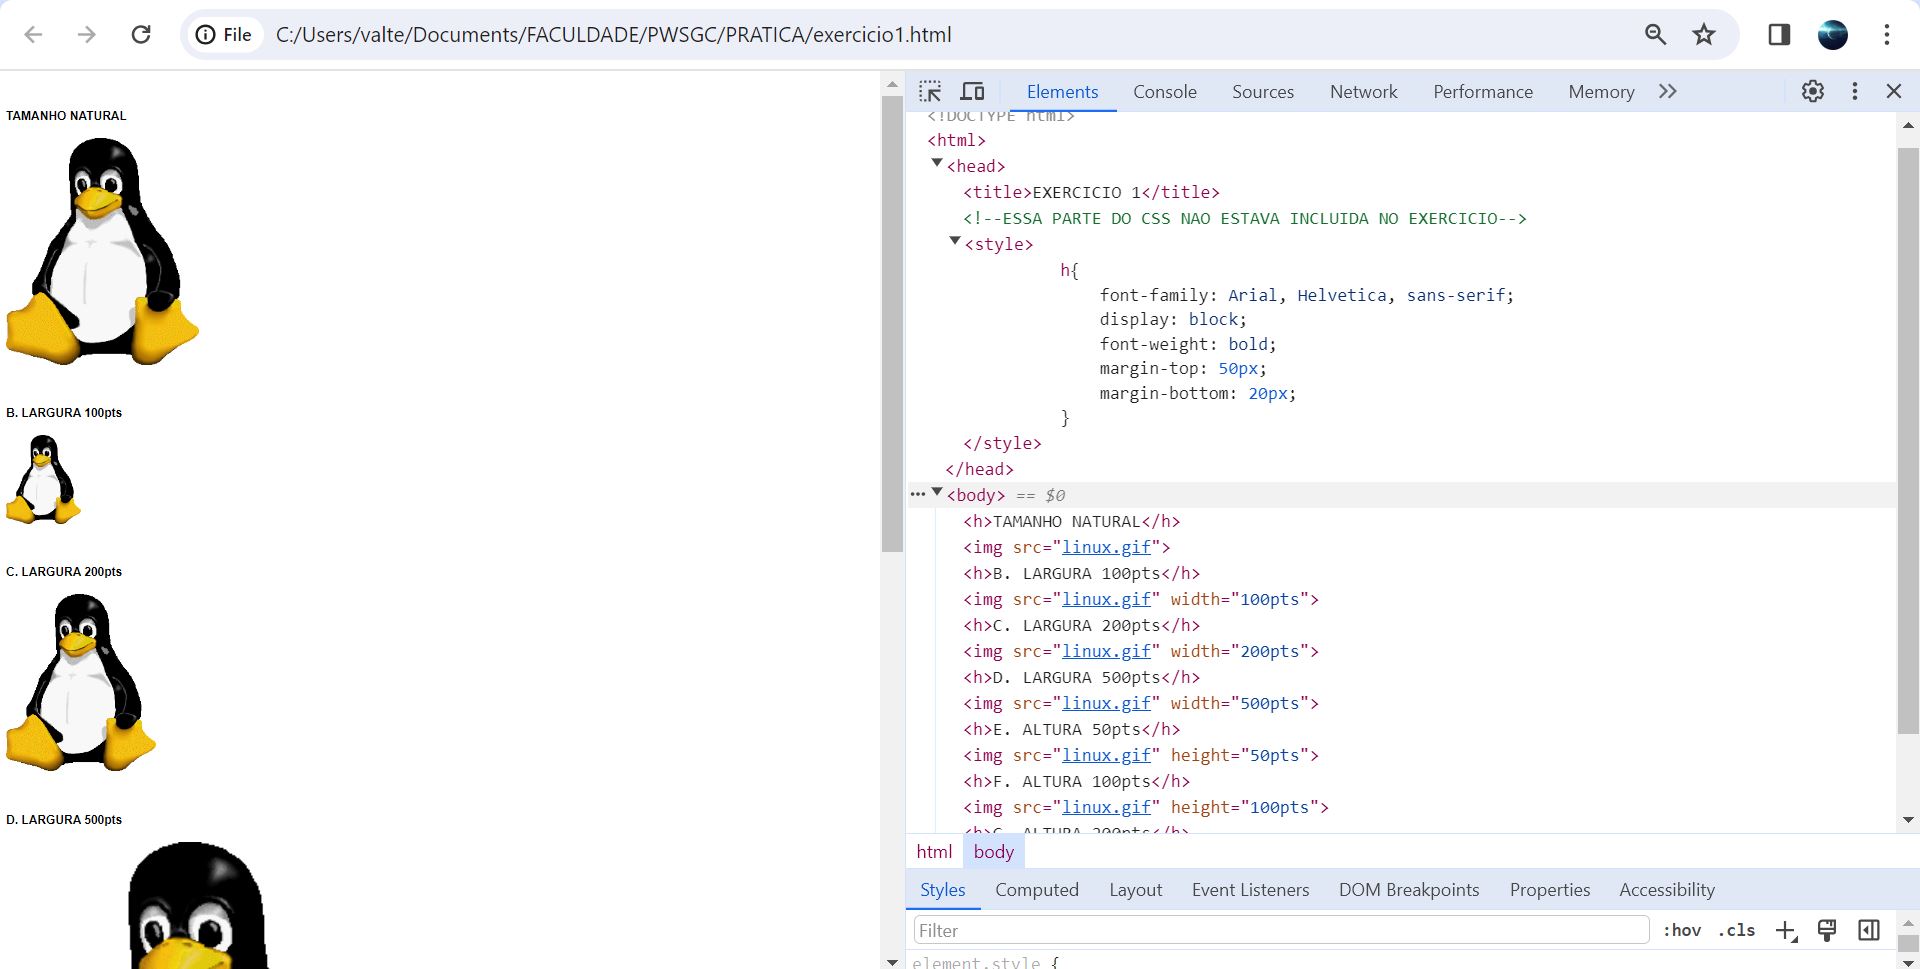 File C:/Users/valte/Documents/FACULDADE/PWSGC/PRATICA/exercicio1.html
TAMANHO NATURAL
B. LARGURA 100pts
C. LARGURA 200pts
D. LARGURA 500pts
Elements Console Sources Network Performance Memory
<!DOCTYPE html>
<html>
<head>
<title>EXERCICIO 1</title>
<!--ESSA PARTE DO CSS NAO ESTAVA INCLUIDA NO EXERCICIO-->
<style>
h{
font-family: Arial, Helvetica, sans-serif;
display: block;
font-weight: bold;
margin-top: 50px;
margin-bottom: 20px;
}
</style>
</head>
<body> == $0
<h>TAMANHO NATURAL</h>
<img src="linux.gif">
<h>B. LARGURA 100pts</h>
<img src="linux.gif" width="100pts">
<h>C. LARGURA 200pts</h>
<img src="linux.gif" width="200pts">
<h>D. LARGURA 500pts</h>
<img src="linux.gif" width="500pts">
<h>E. ALTURA 50pts</h>
<img src="linux.gif" height="50pts">
<h>F. ALTURA 100pts</h>
<img src="linux.gif" height="100pts">
<h>G. ALTURA 200pts</h>
html body
Styles Computed Layout Event Listeners DOM Breakpoints Properties Accessibility
Filter :hov .cls
element.style {